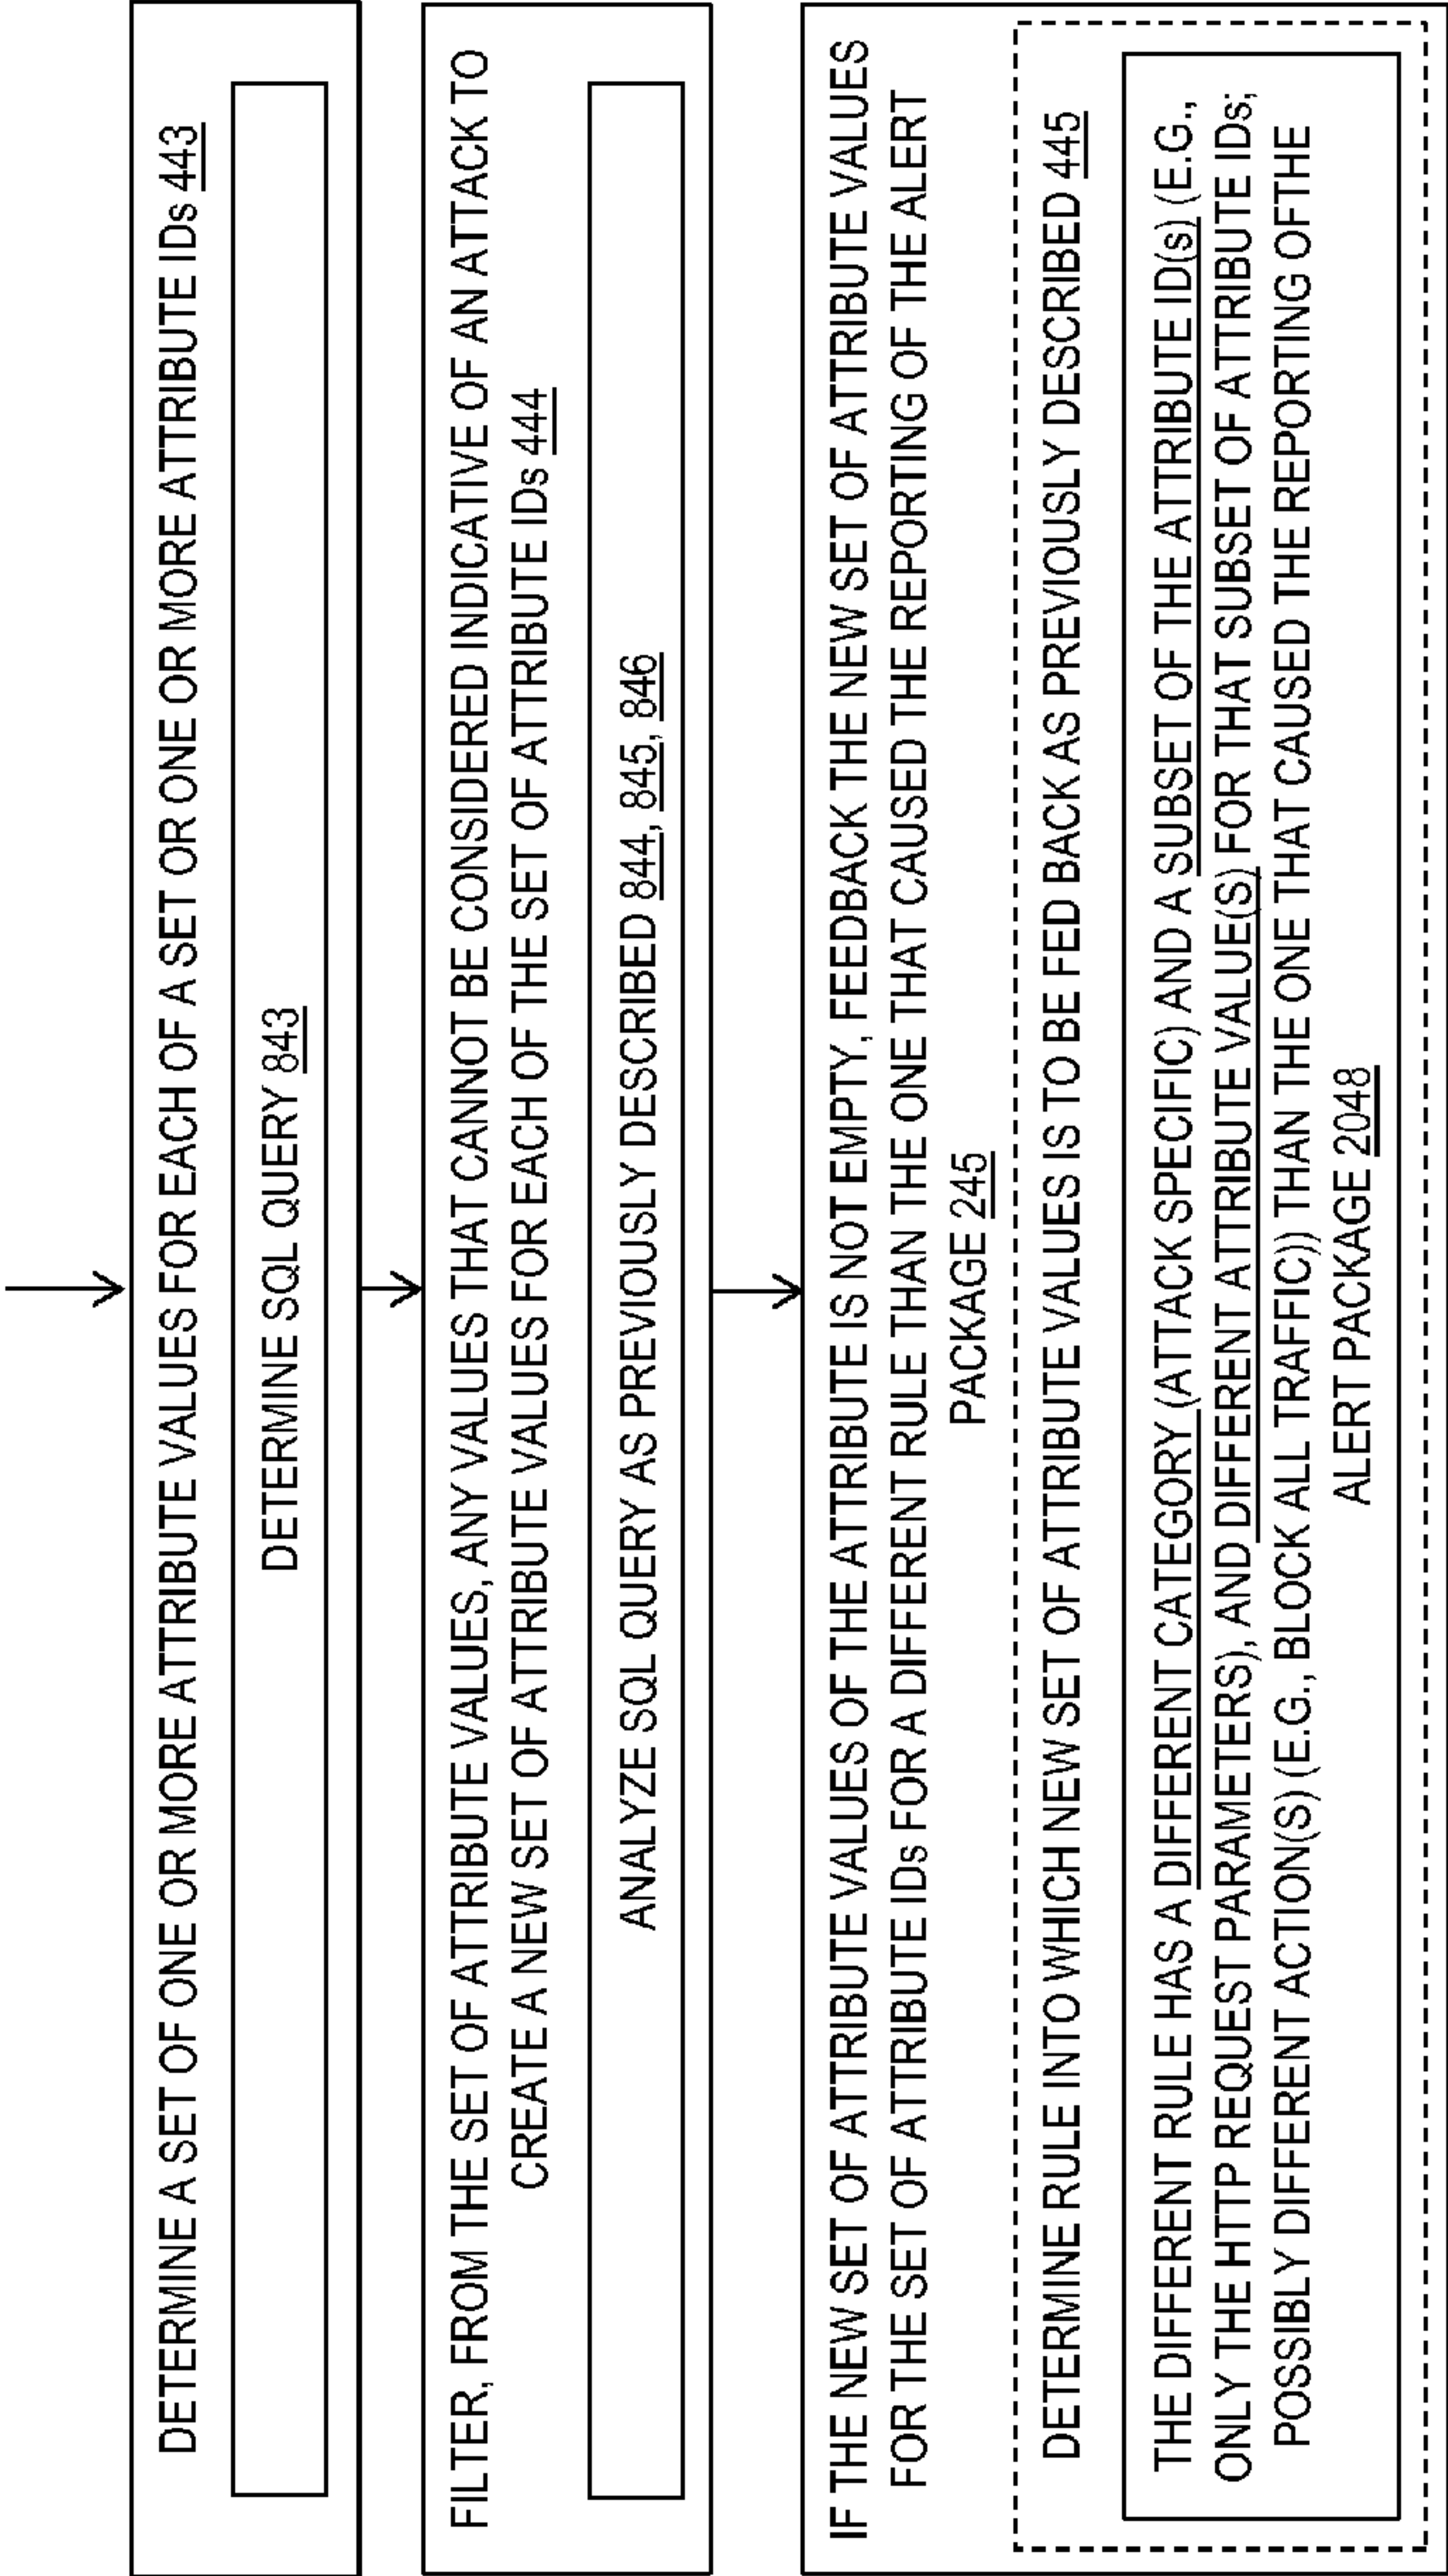 DETERMINE A SET OF ONE OR MORE ATTRIBUTE VALUES FOR EACH OF A SET OR ONE OR MORE ATTRIBUTE IDs 443
DETERMINE SQL QUERY 843
FILTER, FROM THE SET OF ATTRIBUTE VALUES, ANY VALUES THAT CANNOT BE CONSIDERED INDICATIVE OF AN ATTACK TO
CREATE A NEW SET OF ATTRIBUTE VALUES FOR EACH OF THE SET OF ATTRIBUTE IDs 444
ANALYZE SQL QUERY AS PREVIOUSLY DESCRIBED 844, 845, 846
IF THE NEW SET OF ATTRIBUTE VALUES OF THE ATTRIBUTE IS NOT EMPTY, FEEDBACK THE NEW SET OF ATTRIBUTE VALUES
FOR THE SET OF ATTRIBUTE IDs FOR A DIFFERENT RULE THAN THE ONE THAT CAUSED THE REPORTING OF THE ALERT
PACKAGE 245
DETERMINE RULE INTO WHICH NEW SET OF ATTRIBUTE VALUES IS TO BE FED BACK AS PREVIOUSLY DESCRIBED 445
THE DIFFERENT RULE HAS A DIFFERENT CATEGORY (ATTACK SPECIFIC) AND A SUBSET OF THE ATTRIBUTE ID(s) (E.G.,
ONLY THE HTTP REQUEST PARAMETERS), AND DIFFERENT ATTRIBUTE VALUE(S) FOR THAT SUBSET OF ATTRIBUTE IDs;
POSSIBLY DIFFERENT ACTION(S) (E.G., BLOCK ALL TRAFFIC)) THAN THE ONE THAT CAUSED THE REPORTING OFTHE
ALERT PACKAGE 2048